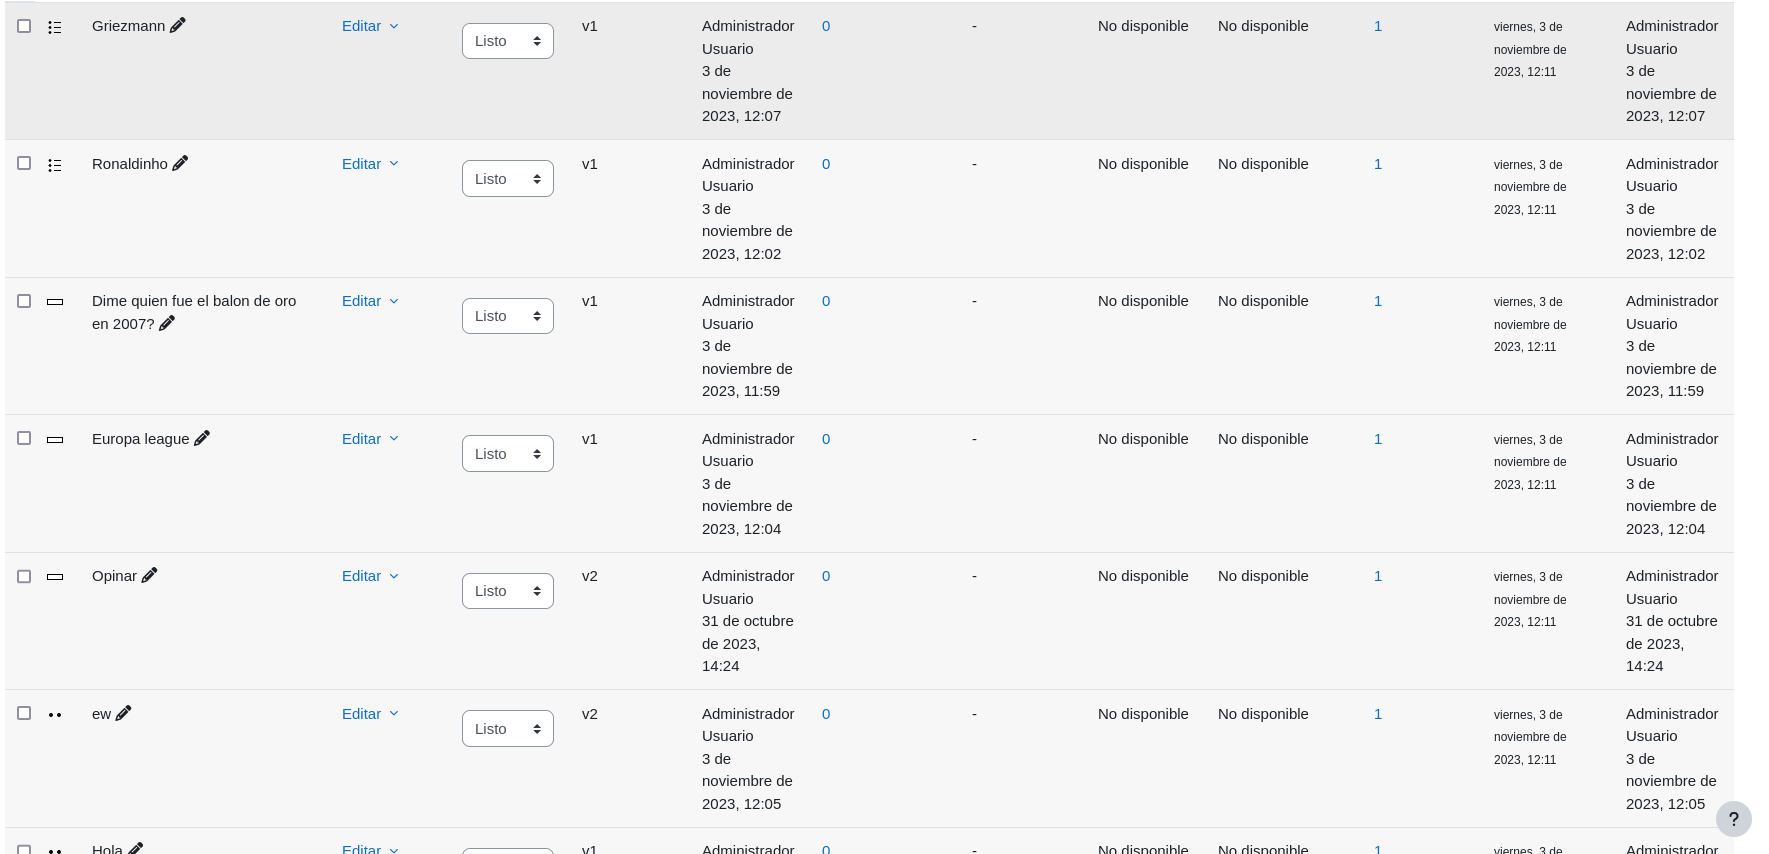 Griezmann Editar Listo v1 Administrador 0 - No disponible No disponible 1 viernes, 3 de Administrador
Usuario noviembre de Usuario
3 de 2023, 12:11 3 de
noviembre de noviembre de
2023, 12:07 2023, 12:07
Ronaldinho Editar Listo v1 Administrador 0 - No disponible No disponible 1 viernes, 3 de Administrador
Usuario noviembre de Usuario
3 de 2023, 12:11 3 de
noviembre de noviembre de
2023, 12:02 2023, 12:02
Dime quien fue el balon de oro Editar Listo v1 Administrador 0 - No disponible No disponible 1 viernes, 3 de Administrador
en 2007? Usuario noviembre de Usuario
3 de 2023, 12:11 3 de
noviembre de noviembre de
2023, 11:59 2023, 11:59
Europa league Editar Listo v1 Administrador 0 - No disponible No disponible 1 viernes, 3 de Administrador
Usuario noviembre de Usuario
3 de 2023, 12:11 3 de
noviembre de noviembre de
2023, 12:04 2023, 12:04
Opinar Editar Listo v2 Administrador 0 - No disponible No disponible 1 viernes, 3 de Administrador
Usuario noviembre de Usuario
31 de octubre 2023, 12:11 31 de octubre
de 2023, de 2023,
14:24 14:24
ew Editar Listo v2 Administrador 0 - No disponible No disponible 1 viernes, 3 de Administrador
Usuario noviembre de Usuario
3 de 2023, 12:11 3 de
noviembre de noviembre de
2023, 12:05 2023, 12:05
?
Hola Editar v1 Administrador 0 - No disponible No disponible 1 viernes, 3 de Administrador